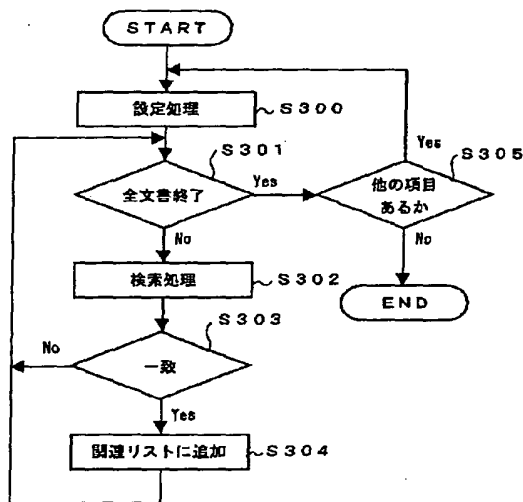 START
設定処理
S300
S301
全文書終了
Yes
No
Yes
S305
他の項目
あるか
No
END
検索処理
S302
S303
一致
No
Yes
関連リストに追加
S304